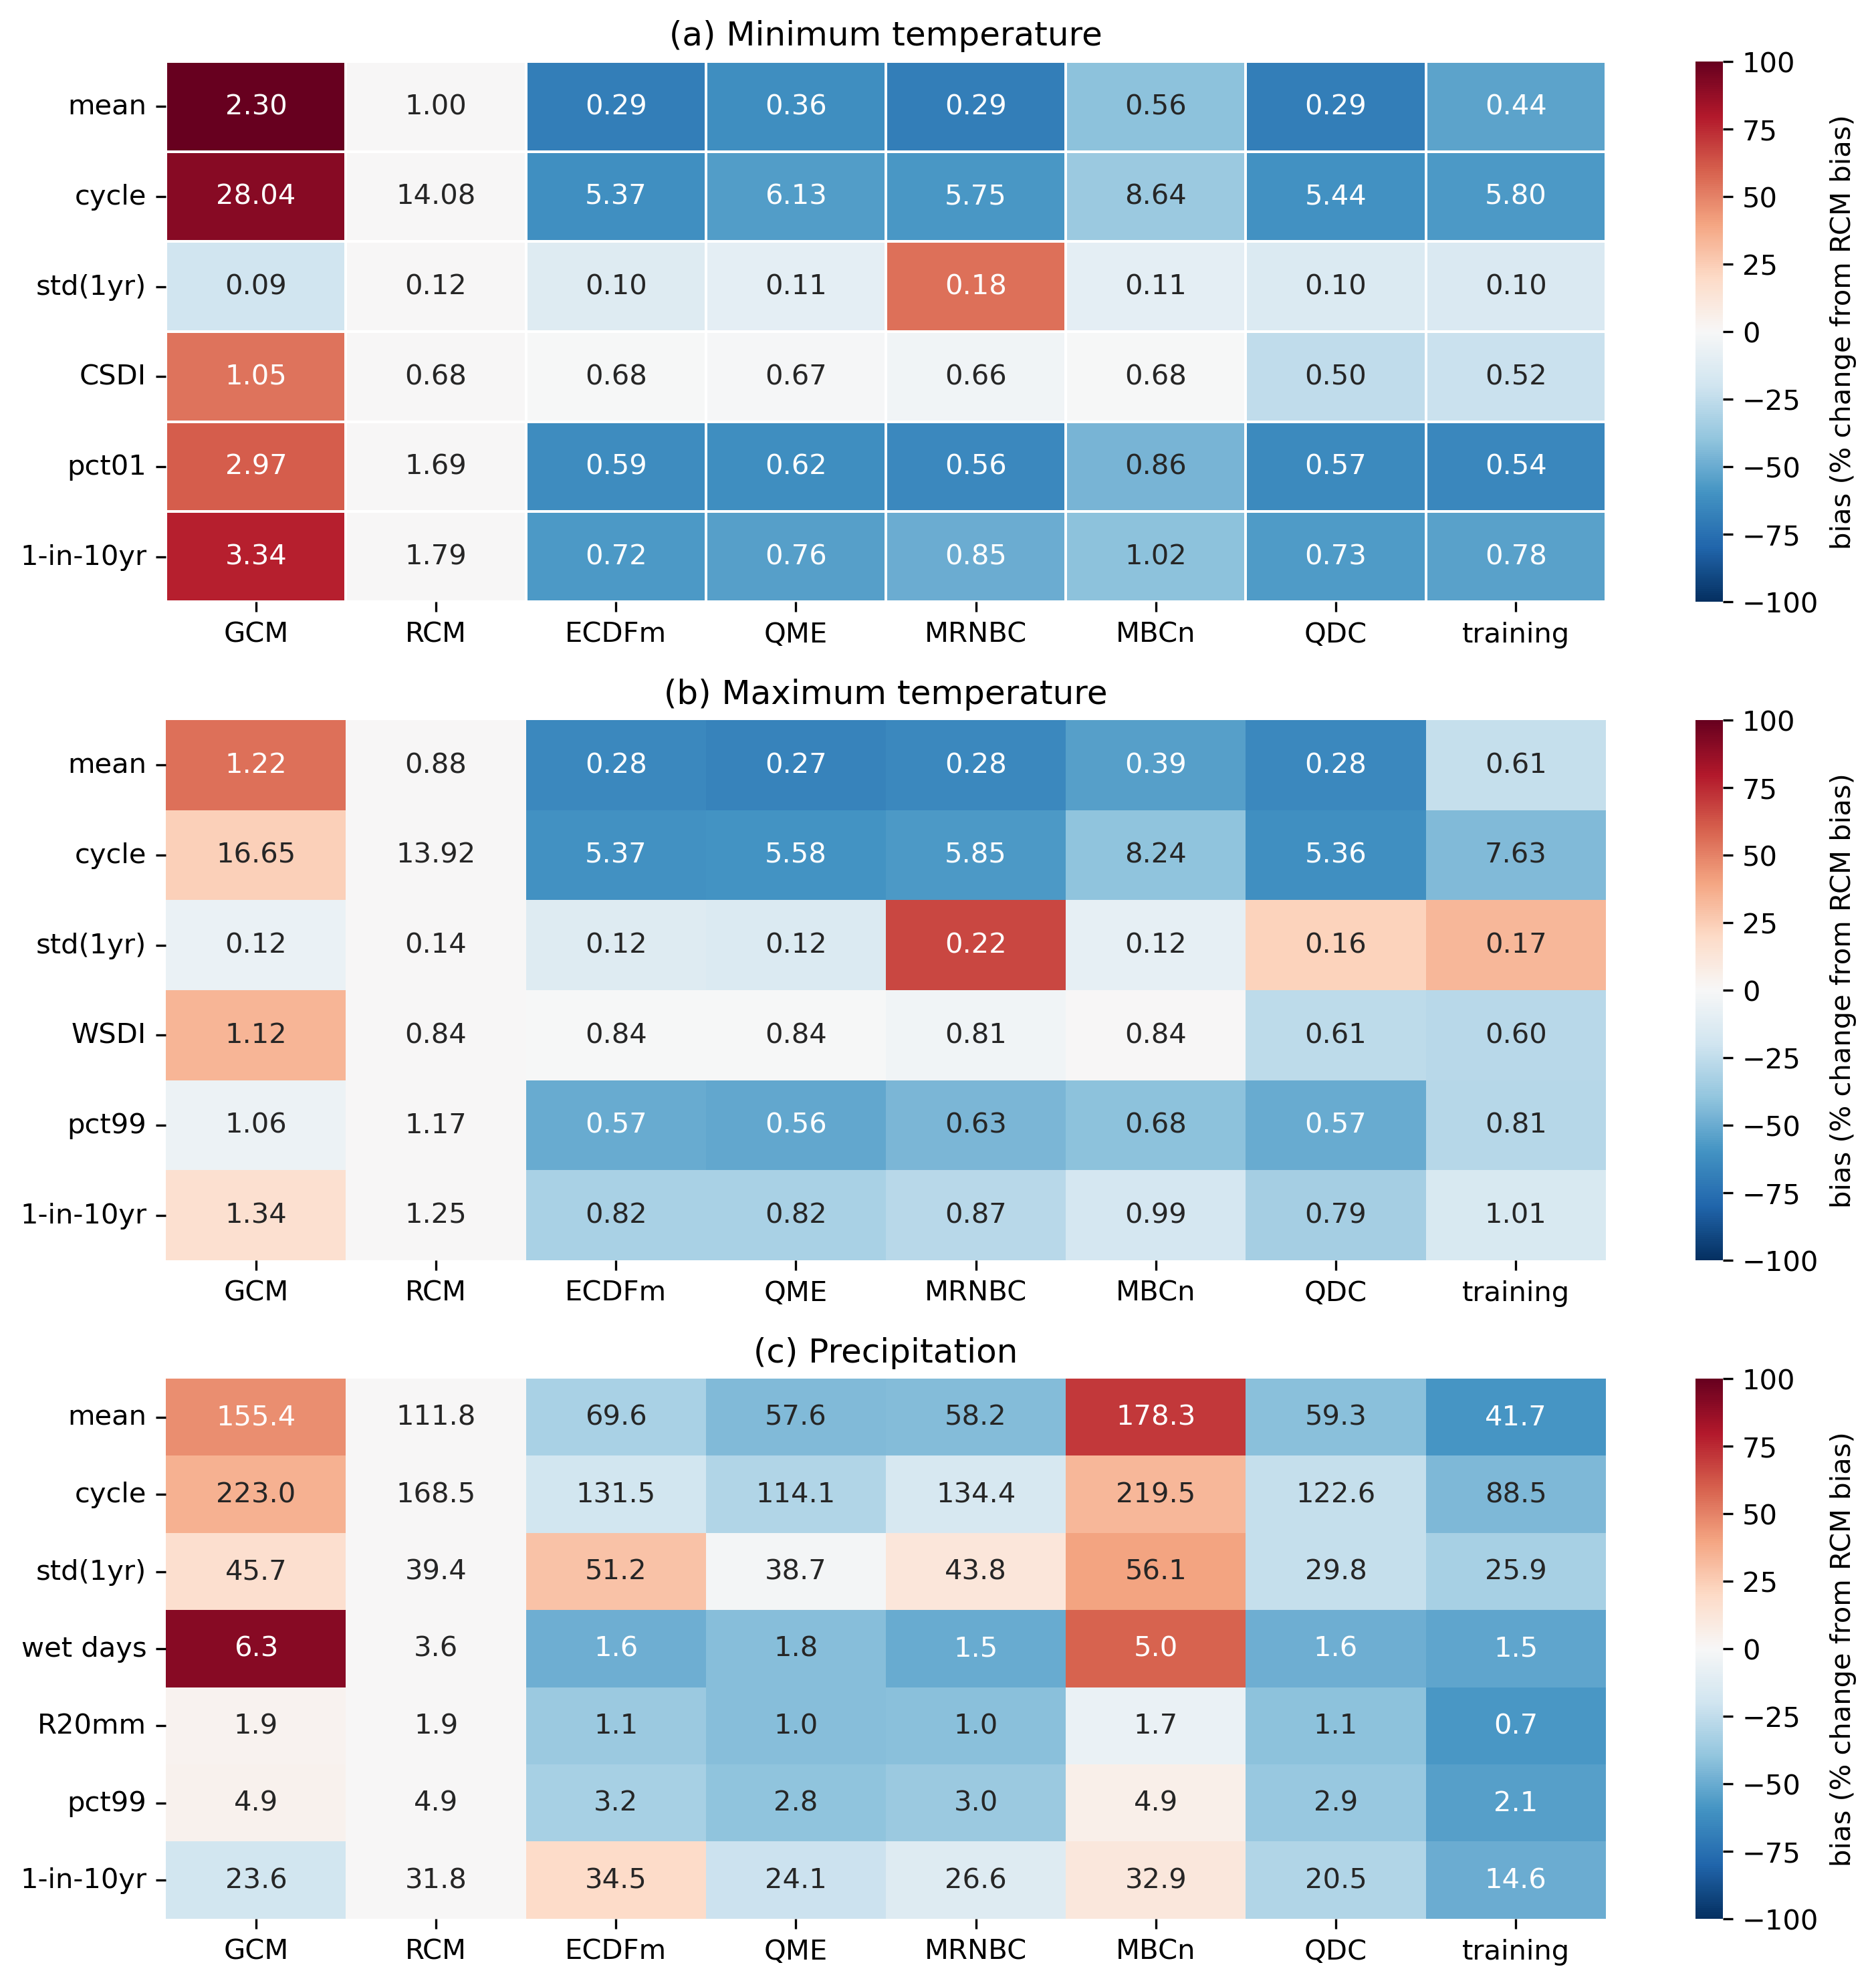 (a) Minimum temperature
mean 2.30 1.00 0.29 0.36 0.29 0.56 0.29 0.44
cycle 28.04 14.08 5.37 6.13 5.75 8.64 5.44 5.80
std(1yr) 0.09 0.12 0.10 0.11 0.18 0.11 0.10 0.10
CSDI 1.05 0.68 0.68 0.67 0.66 0.68 0.50 0.52
pct01 2.97 1.69 0.59 0.62 0.56 0.86 0.57 0.54
1-in-10yr 3.34 1.79 0.72 0.76 0.85 1.02 0.73 0.78
GCM RCM ECDFm QME MRNBC MBCn QDC training
100
75
50
25
0
−25
−50
−75
−100
bias (% change from RCM bias)
(b) Maximum temperature
mean 1.22 0.88 0.28 0.27 0.28 0.39 0.28 0.61
cycle 16.65 13.92 5.37 5.58 5.85 8.24 5.36 7.63
std(1yr) 0.12 0.14 0.12 0.12 0.22 0.12 0.16 0.17
WSDI 1.12 0.84 0.84 0.84 0.81 0.84 0.61 0.60
pct99 1.06 1.17 0.57 0.56 0.63 0.68 0.57 0.81
1-in-10yr 1.34 1.25 0.82 0.82 0.87 0.99 0.79 1.01
GCM RCM ECDFm QME MRNBC MBCn QDC training
100
75
50
25
0
−25
−50
−75
−100
bias (% change from RCM bias)
(c) Precipitation
mean 155.4 111.8 69.6 57.6 58.2 178.3 59.3 41.7
cycle 223.0 168.5 131.5 114.1 134.4 219.5 122.6 88.5
std(1yr) 45.7 39.4 51.2 38.7 43.8 56.1 29.8 25.9
wet days 6.3 3.6 1.6 1.8 1.5 5.0 1.6 1.5
R20mm 1.9 1.9 1.1 1.0 1.0 1.7 1.1 0.7
pct99 4.9 4.9 3.2 2.8 3.0 4.9 2.9 2.1
1-in-10yr 23.6 31.8 34.5 24.1 26.6 32.9 20.5 14.6
GCM RCM ECDFm QME MRNBC MBCn QDC training
100
75
50
25
0
−25
−50
−75
−100
bias (% change from RCM bias)